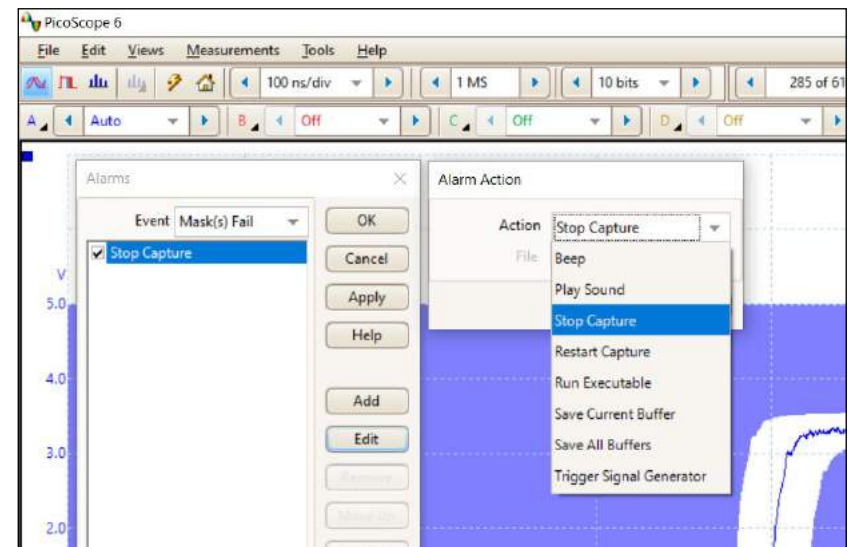 PicoScope 6
File Edit Views Measurements Tools Help
100 ns/div 1 MS 10 bits 285 of 61
A Auto B Off C Off D Off
Alarms
Event Mask(s) Fail
Stop Capture
OK
Cancel
Apply
Help
Add
Edit
Remove
Move Up
Alarm Action
Action Stop Capture
File
Beep
Play Sound
Stop Capture
Restart Capture
Run Executable
Save Current Buffer
Save All Buffers
Trigger Signal Generator
V
5.0
4.0
3.0
2.0